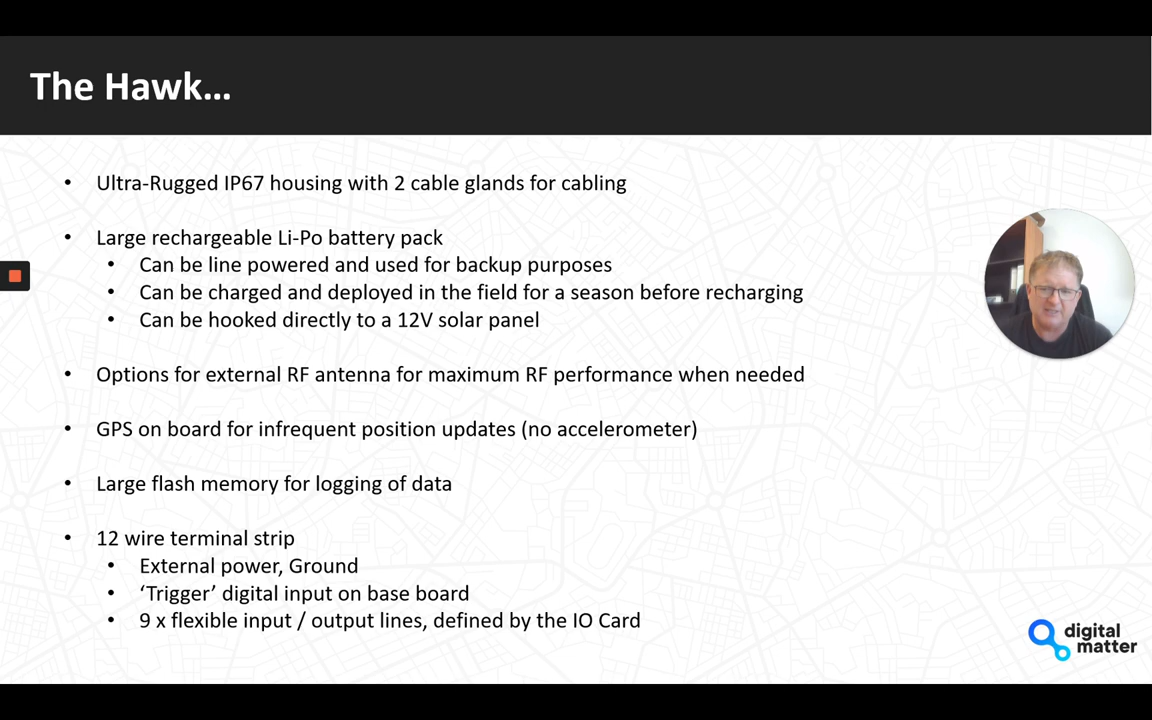 The Hawk...
• Ultra-Rugged IP67 housing with 2 cable glands for cabling
• Large rechargeable Li-Po battery pack
• Can be line powered and used for backup purposes
• Can be charged and deployed in the field for a season before recharging
• Can be hooked directly to a 12V solar panel
• Options for external RF antenna for maximum RF performance when needed
• GPS on board for infrequent position updates (no accelerometer)
• Large flash memory for logging of data
• 12 wire terminal strip
• External power, Ground
• ‘Trigger’ digital input on base board
• 9 x flexible input / output lines, defined by the IO Card
digital
matter